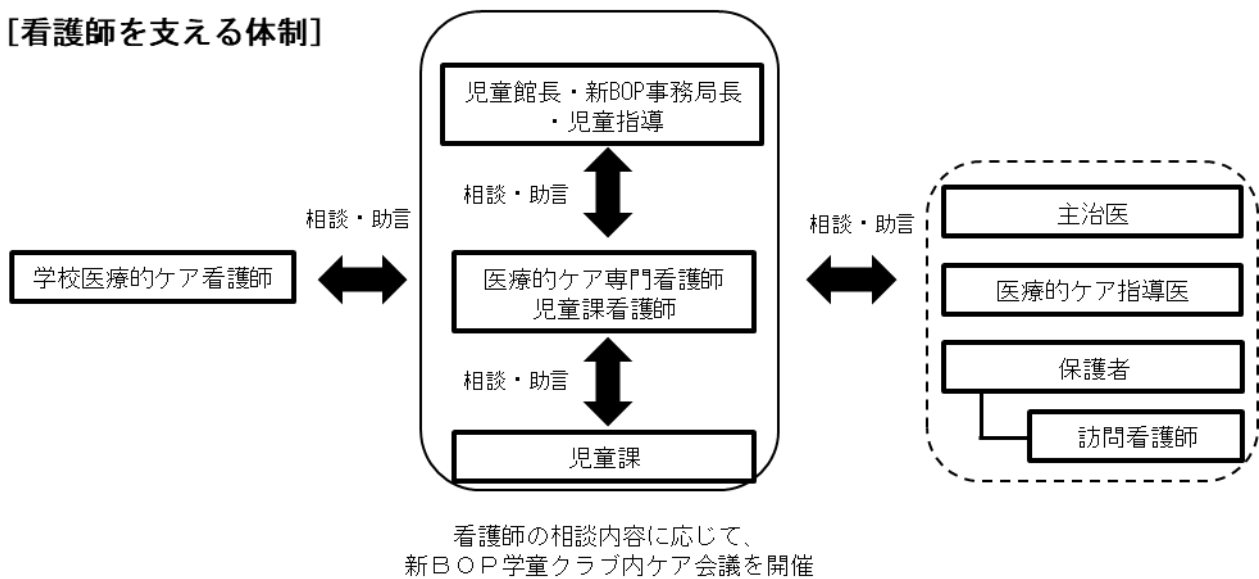 [看護師を支える体制]
児童館長・新BOP事務局長
・児童指導
相談・助言
相談・助言
相談・助言
学校医療的ケア看護師
医療的ケア専門看護師
児童課看護師
主治医
医療的ケア指導医
保護者
訪問看護師
相談・助言
児童課
看護師の相談内容に応じて、
新ＢＯＰ学童クラブ内ケア会議を開催